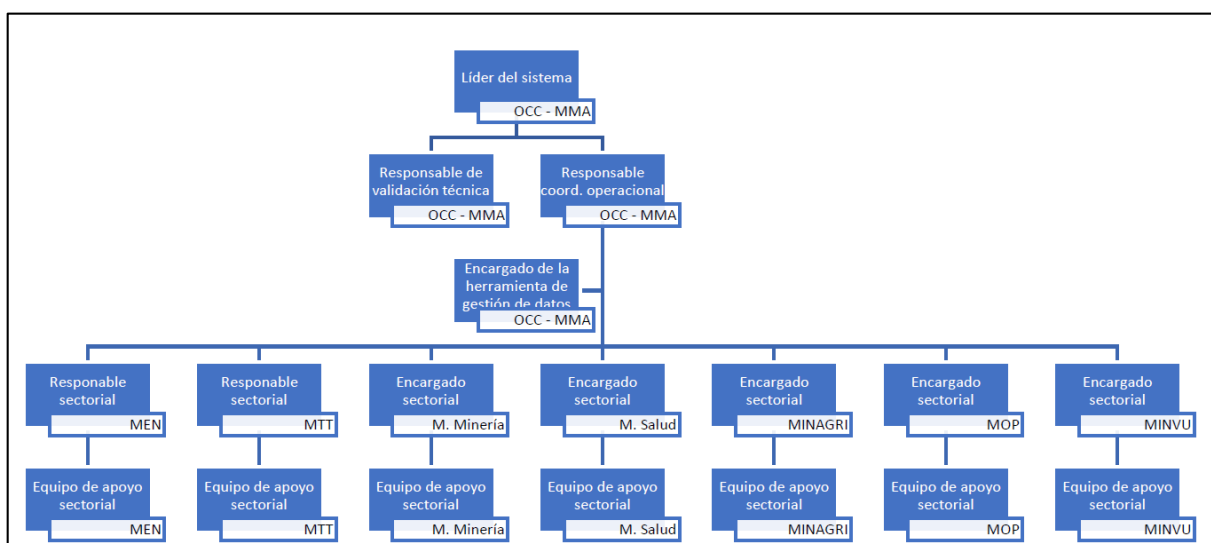 Líder del sistema
OCC - MMA
Responsable de
validación técnica
OCC - MMA
Responsable
coord. operacional
OCC - MMA
Encargado de la
herramienta de
gestión de datos
OCC - MMA
Responable
sectorial
MEN
Responsable
sectorial
MTT
Encargado
sectorial
M. Minería
Encargado
sectorial
M. Salud
Encargado
sectorial
MINAGRI
Encargado
sectorial
MOP
Encargado
sectorial
MINVU
Equipo de apoyo
sectorial
MEN
Equipo de apoyo
sectorial
MTT
Equipo de apoyo
sectorial
M. Minería
Equipo de apoyo
sectorial
M. Salud
Equipo de apoyo
sectorial
MINAGRI
Equipo de apoyo
sectorial
MOP
Equipo de apoyo
sectorial
MINVU